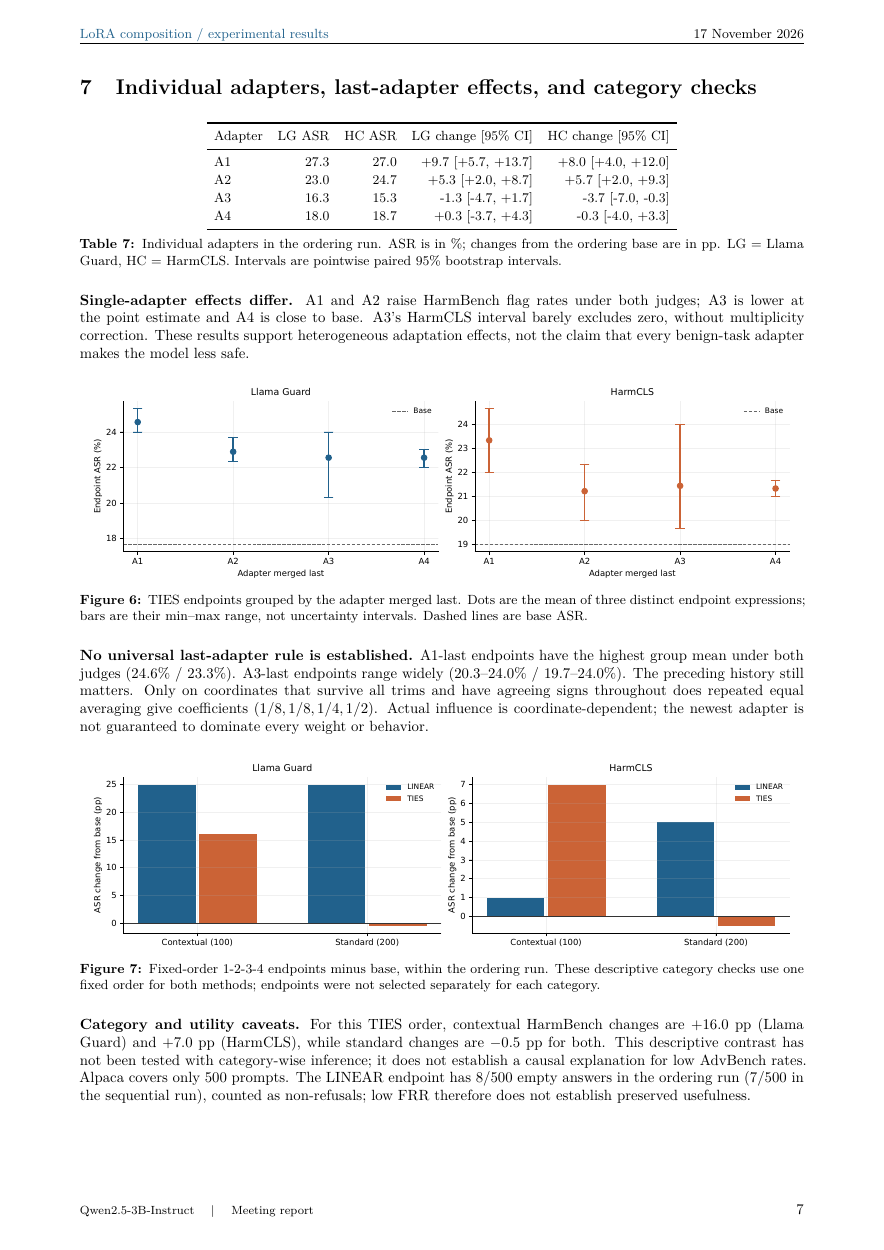 LoRA composition / experimental results 17 November 2026
7 Individual adapters, last-adapter effects, and category checks
Adapter LG ASR HC ASR LG change [95% CI] HC change [95% CI]
A1 27.3 27.0 +9.7 [+5.7, +13.7] +8.0 [+4.0, +12.0]
A2 23.0 24.7 +5.3 [+2.0, +8.7] +5.7 [+2.0, +9.3]
A3 16.3 15.3 -1.3 [-4.7, +1.7] -3.7 [-7.0, -0.3]
A4 18.0 18.7 +0.3 [-3.7, +4.3] -0.3 [-4.0, +3.3]
Table 7: Individual adapters in the ordering run. ASR is in %; changes from the ordering base are in pp. LG = Llama
Guard, HC = HarmCLS. Intervals are pointwise paired 95% bootstrap intervals.
Single-adapter effects differ. A1 and A2 raise HarmBench flag rates under both judges; A3 is lower at
the point estimate and A4 is close to base. A3's HarmCLS interval barely excludes zero, without multiplicity
correction. These results support heterogeneous adaptation effects, not the claim that every benign-task adapter
makes the model less safe.
Llama Guard
Base
Endpoint ASR (%)
24
22
20
18
A1 A2 A3 A4
Adapter merged last
HarmCLS
Base
Endpoint ASR (%)
24
23
22
21
20
19
A1 A2 A3 A4
Adapter merged last
Figure 6: TIES endpoints grouped by the adapter merged last. Dots are the mean of three distinct endpoint expressions;
bars are their min–max range, not uncertainty intervals. Dashed lines are base ASR.
No universal last-adapter rule is established. A1-last endpoints have the highest group mean under both
judges (24.6% / 23.3%). A3-last endpoints range widely (20.3–24.0% / 19.7–24.0%). The preceding history still
matters. Only on coordinates that survive all trims and have agreeing signs throughout does repeated equal
averaging give coefficients (1/8, 1/8, 1/4, 1/2). Actual influence is coordinate-dependent; the newest adapter is
not guaranteed to dominate every weight or behavior.
Llama Guard
LINEAR
TIES
ASR change from base (pp)
25
20
15
10
5
0
Contextual (100) Standard (200)
HarmCLS
LINEAR
TIES
ASR change from base (pp)
7
6
5
4
3
2
1
0
Contextual (100) Standard (200)
Figure 7: Fixed-order 1-2-3-4 endpoints minus base, within the ordering run. These descriptive category checks use one
fixed order for both methods; endpoints were not selected separately for each category.
Category and utility caveats. For this TIES order, contextual HarmBench changes are +16.0 pp (Llama
Guard) and +7.0 pp (HarmCLS), while standard changes are −0.5 pp for both. This descriptive contrast has
not been tested with category-wise inference; it does not establish a causal explanation for low AdvBench rates.
Alpaca covers only 500 prompts. The LINEAR endpoint has 8/500 empty answers in the ordering run (7/500 in
the sequential run), counted as non-refusals; low FRR therefore does not establish preserved usefulness.
Qwen2.5-3B-Instruct | Meeting report 7